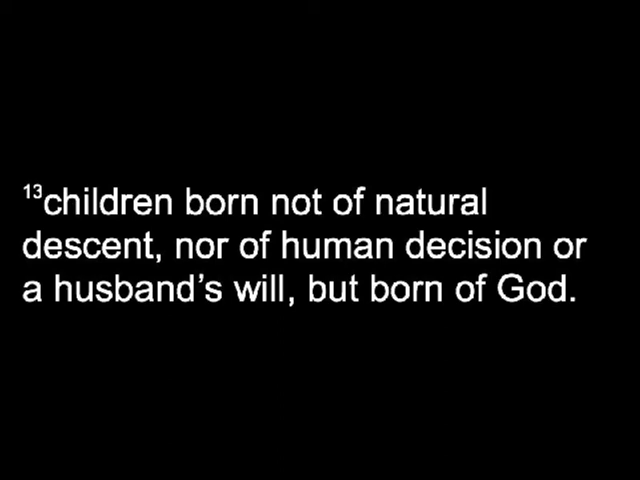 ¹³children born not of natural
descent, nor of human decision or
a husband’s will, but born of God.